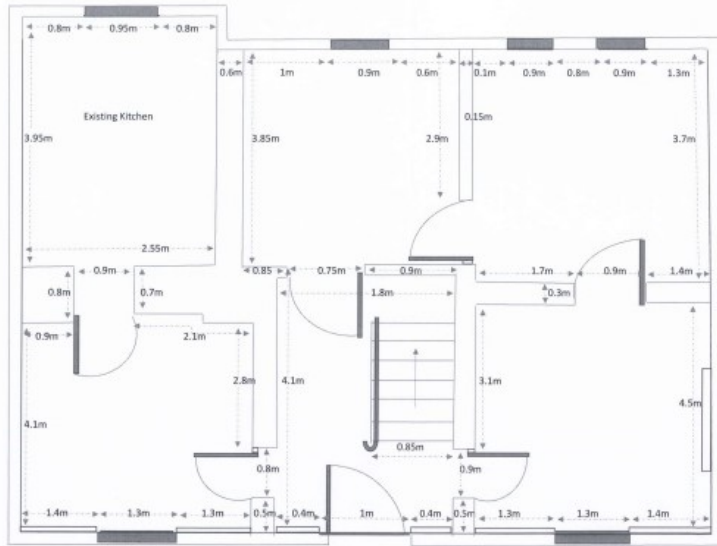 0.8m 0.95m 0.8m
0.6m 1m 0.9m 0.6m 0.1m 0.9m 0.8m 0.9m 1.3m
Existing Kitchen
0.15m
3.95m 3.85m 2.9m 3.7m
2.55m
0.9m 0.85 0.75m 0.9m 1.7m 0.9m 1.4m
0.8m 0.7m 1.8m 0.3m
0.9m 2.1m
2.8m 4.1m 3.1m
4.1m 4.5m
0.85m
0.8m 0.9m
1.4m 1.3m 1.3m 0.5m 0.4m 1m 0.4m 0.5m 1.3m 1.3m 1.4m